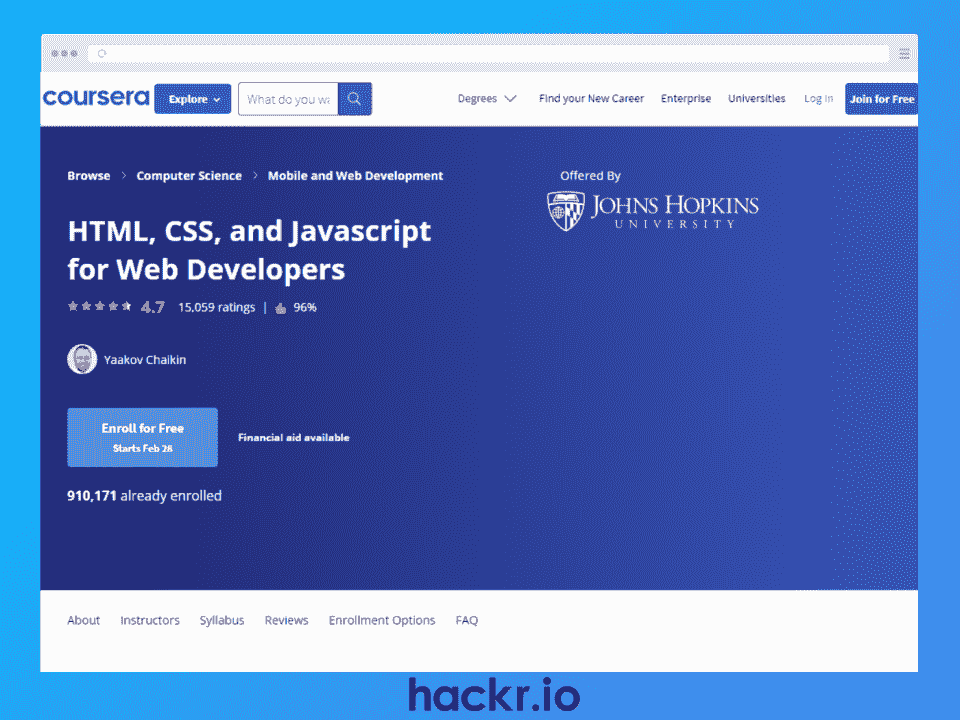 coursera
Explore
What do you wa
Degrees
Find your New Career
Enterprise
Universities
Log In
Join for Free
Browse > Computer Science > Mobile and Web Development
Offered By
JOHNS HOPKINS
UNIVERSITY
HTML, CSS, and Javascript
for Web Developers
4.7 15,059 ratings | 96%
Yaakov Chaikin
Enroll for Free
Starts Feb 28
Financial aid available
910,171 already enrolled
About Instructors Syllabus Reviews Enrollment Options FAQ
hackr.io